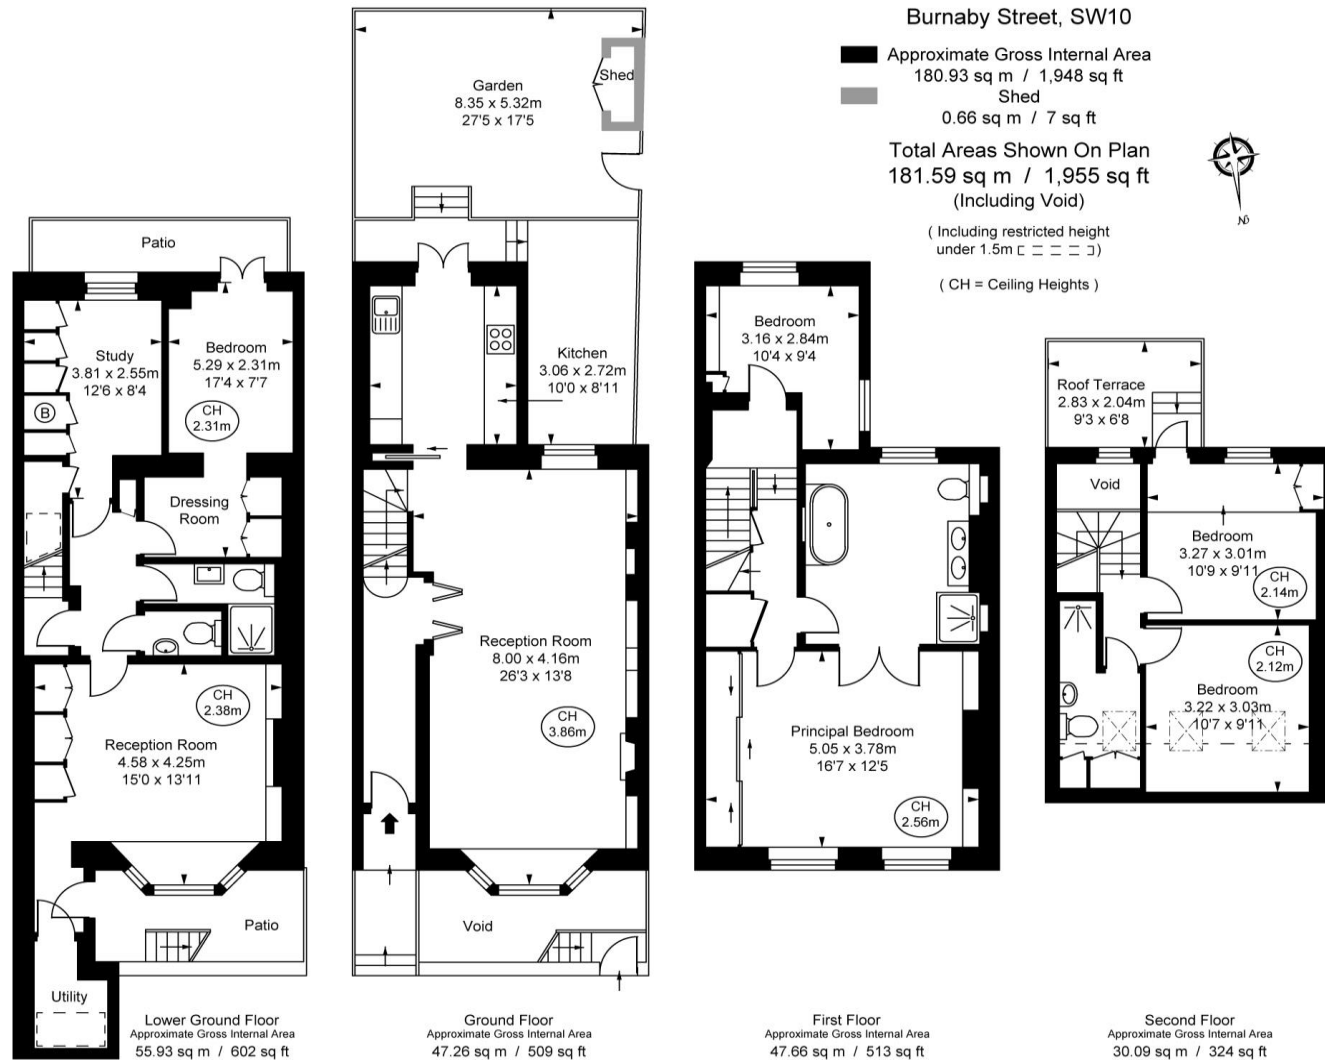 Burnaby Street, SW10
Approximate Gross Internal Area
180.93 sq m / 1,948 sq ft
Shed
0.66 sq m / 7 sq ft
Total Areas Shown On Plan
181.59 sq m / 1,955 sq ft
(Including Void)
( Including restricted height
under 1.5m )
( CH = Ceiling Heights )
N
Patio
Study
3.81 x 2.55m
12'6 x 8'4
B
Bedroom
5.29 x 2.31m
17'4 x 7'7
CH
2.31m
Dressing
Room
CH
2.38m
Reception Room
4.58 x 4.25m
15'0 x 13'11
Patio
Utility
Lower Ground Floor
Approximate Gross Internal Area
55.93 sq m / 602 sq ft
Garden
8.35 x 5.32m
27'5 x 17'5
Shed
Kitchen
3.06 x 2.72m
10'0 x 8'11
Reception Room
8.00 x 4.16m
26'3 x 13'8
CH
3.86m
Void
Ground Floor
Approximate Gross Internal Area
47.26 sq m / 509 sq ft
Bedroom
3.16 x 2.84m
10'4 x 9'4
Principal Bedroom
5.05 x 3.78m
16'7 x 12'5
CH
2.56m
First Floor
Approximate Gross Internal Area
47.66 sq m / 513 sq ft
Roof Terrace
2.83 x 2.04m
9'3 x 6'8
Void
Bedroom
3.27 x 3.01m
10'9 x 9'11
CH
2.14m
CH
2.12m
Bedroom
3.22 x 3.03m
10'7 x 9'11
Second Floor
Approximate Gross Internal Area
30.09 sq m / 324 sq ft